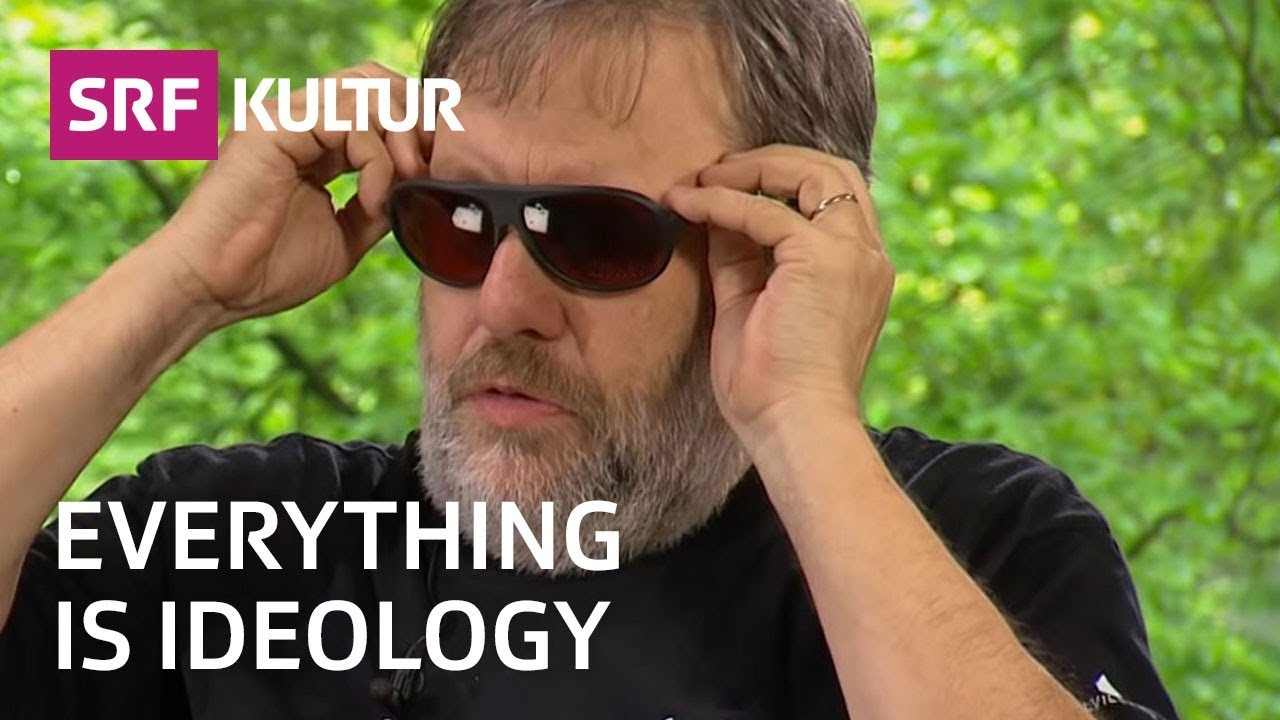 SRF KULTUR
EVERYTHING
IS IDEOLOGY